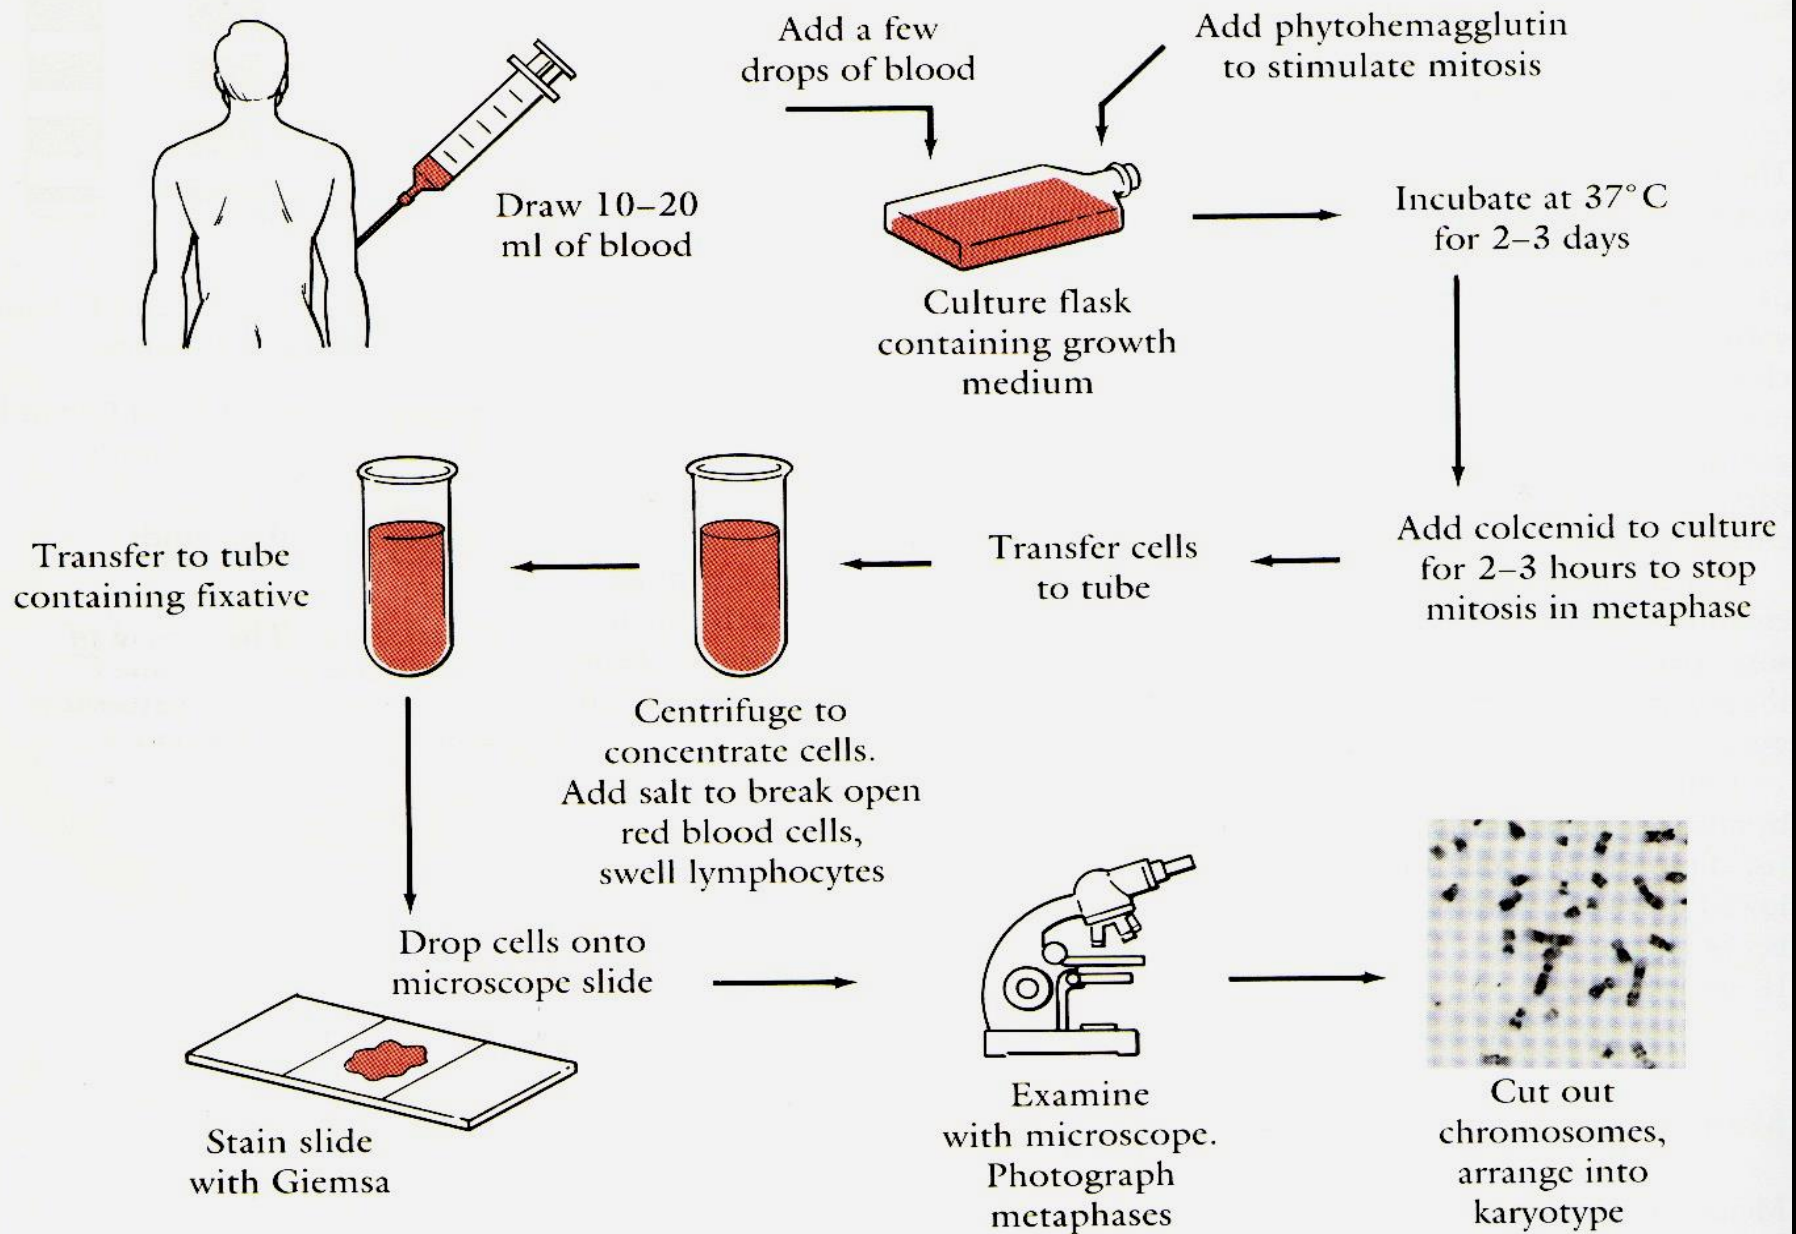 Draw 10–20
ml of blood
Add a few
drops of blood
Add phytohemagglutin
to stimulate mitosis
Culture flask
containing growth
medium
Incubate at 37°C
for 2–3 days
Add colcemid to culture
for 2–3 hours to stop
mitosis in metaphase
Transfer cells
to tube
Centrifuge to
concentrate cells.
Add salt to break open
red blood cells,
swell lymphocytes
Transfer to tube
containing fixative
Drop cells onto
microscope slide
Stain slide
with Giemsa
Examine
with microscope.
Photograph
metaphases
Cut out
chromosomes,
arrange into
karyotype